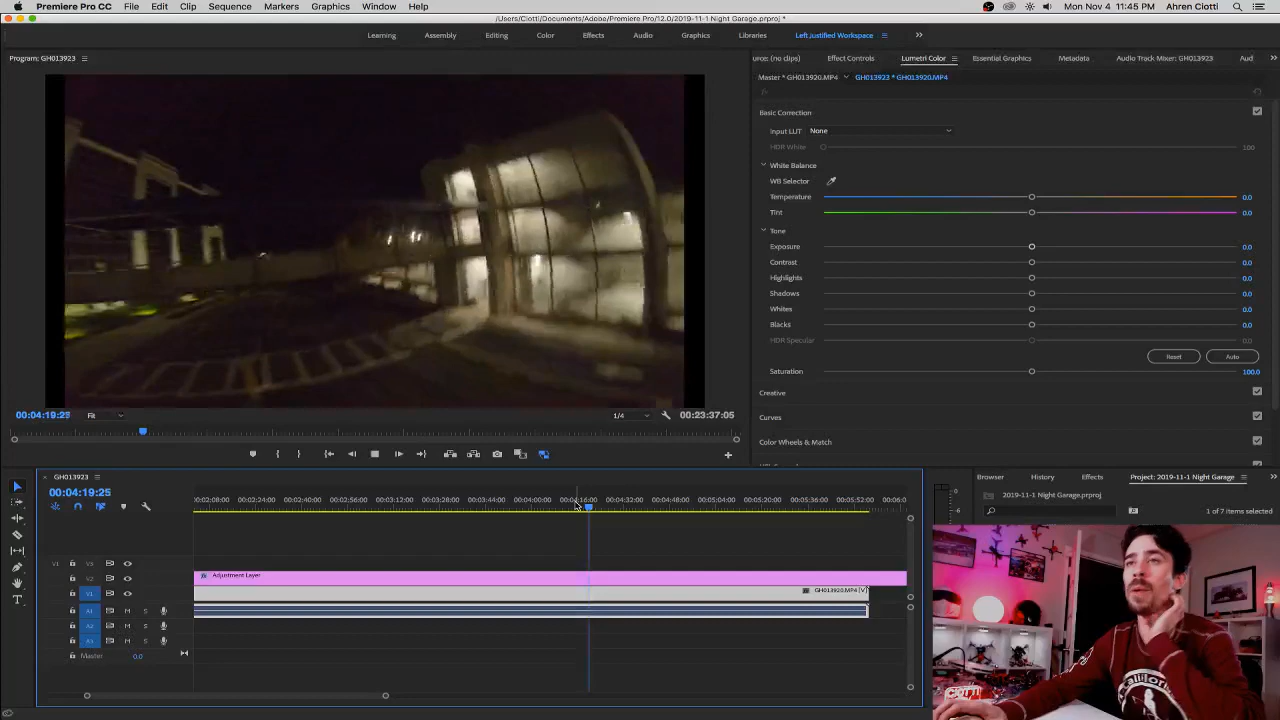 Premiere Pro CC File Edit Clip Sequence Markers Graphics Window Help Mon Nov 4 11:45 PM Ahren Ciotti
/Users/Ciotti/Documents/Adobe/Premiere Pro/12.0/2019-11-1 Night Garage.prproj *
Learning Assembly Editing Color Effects Audio Graphics Libraries Left Justified Workspace
Program: GH013923
urce: (no clips) Effect Controls Lumetri Color Essential Graphics Metadata Audio Track Mixer: GH013923 Aud
Master * GH013920.MP4 GH013923 * GH013920.MP4
fx
Basic Correction
Input LUT None
HDR White 100
White Balance
WB Selector
Temperature 0.0
Tint 0.0
Tone
Exposure 0.0
Contrast 0.0
Highlights 0.0
Shadows 0.0
Whites 0.0
Blacks 0.0
HDR Specular 0.0
Reset Auto
Saturation 100.0
Creative
Curves
Color Wheels & Match
00:04:19:25 Fit 1/4 00:23:37:05
GH013923
00:04:19:25
00:02:08:00 00:02:24:00 00:02:40:00 00:02:56:00 00:03:12:00 00:03:28:00 00:03:44:00 00:04:00:00 00:04:16:00 00:04:32:00 00:04:48:00 00:05:04:00 00:05:20:00 00:05:36:00 00:05:52:00 00:06:0
V1 V3
V2 Adjustment Layer
V1 GH013920.MP4 [V]
A1 M S
A2 M S
A3 M S
Master 0.0
Browser History Effects Project: 2019-11-1 Night Garage
2019-11-1 Night Garage.prproj
1 of 7 items selected
0
-6
CIOTTI